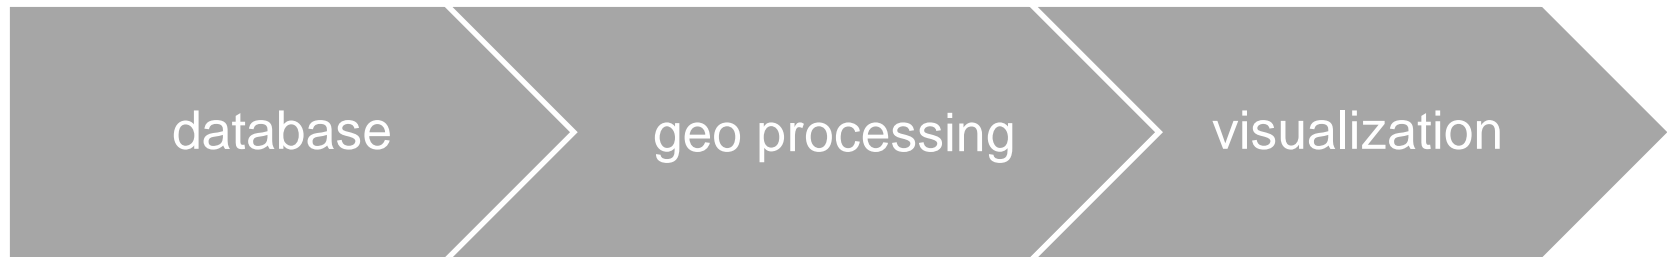 database
geo processing
visualization